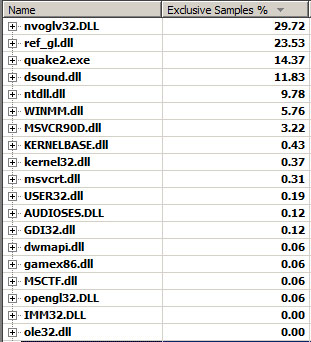 Name Exclusive Samples %
nvoglv32.DLL 29.72
ref_gl.dll 23.53
quake2.exe 14.37
dsound.dll 11.83
ntdll.dll 9.78
WINMM.dll 5.76
MSVCR90D.dll 3.22
KERNELBASE.dll 0.43
kernel32.dll 0.37
msvcrt.dll 0.31
USER32.dll 0.19
AUDIOSES.DLL 0.12
GDI32.dll 0.12
dwmapi.dll 0.06
gamex86.dll 0.06
MSCTF.dll 0.06
opengl32.DLL 0.06
IMM32.DLL 0.00
ole32.dll 0.00